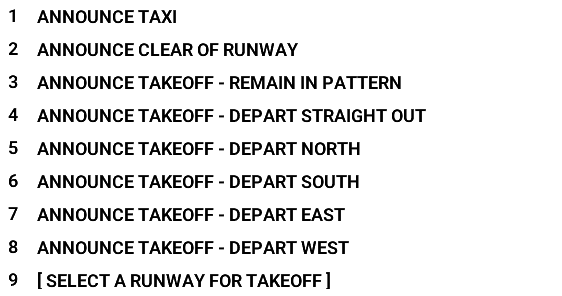 1 ANNOUNCE TAXI
2 ANNOUNCE CLEAR OF RUNWAY
3 ANNOUNCE TAKEOFF - REMAIN IN PATTERN
4 ANNOUNCE TAKEOFF - DEPART STRAIGHT OUT
5 ANNOUNCE TAKEOFF - DEPART NORTH
6 ANNOUNCE TAKEOFF - DEPART SOUTH
7 ANNOUNCE TAKEOFF - DEPART EAST
8 ANNOUNCE TAKEOFF - DEPART WEST
9 [ SELECT A RUNWAY FOR TAKEOFF ]